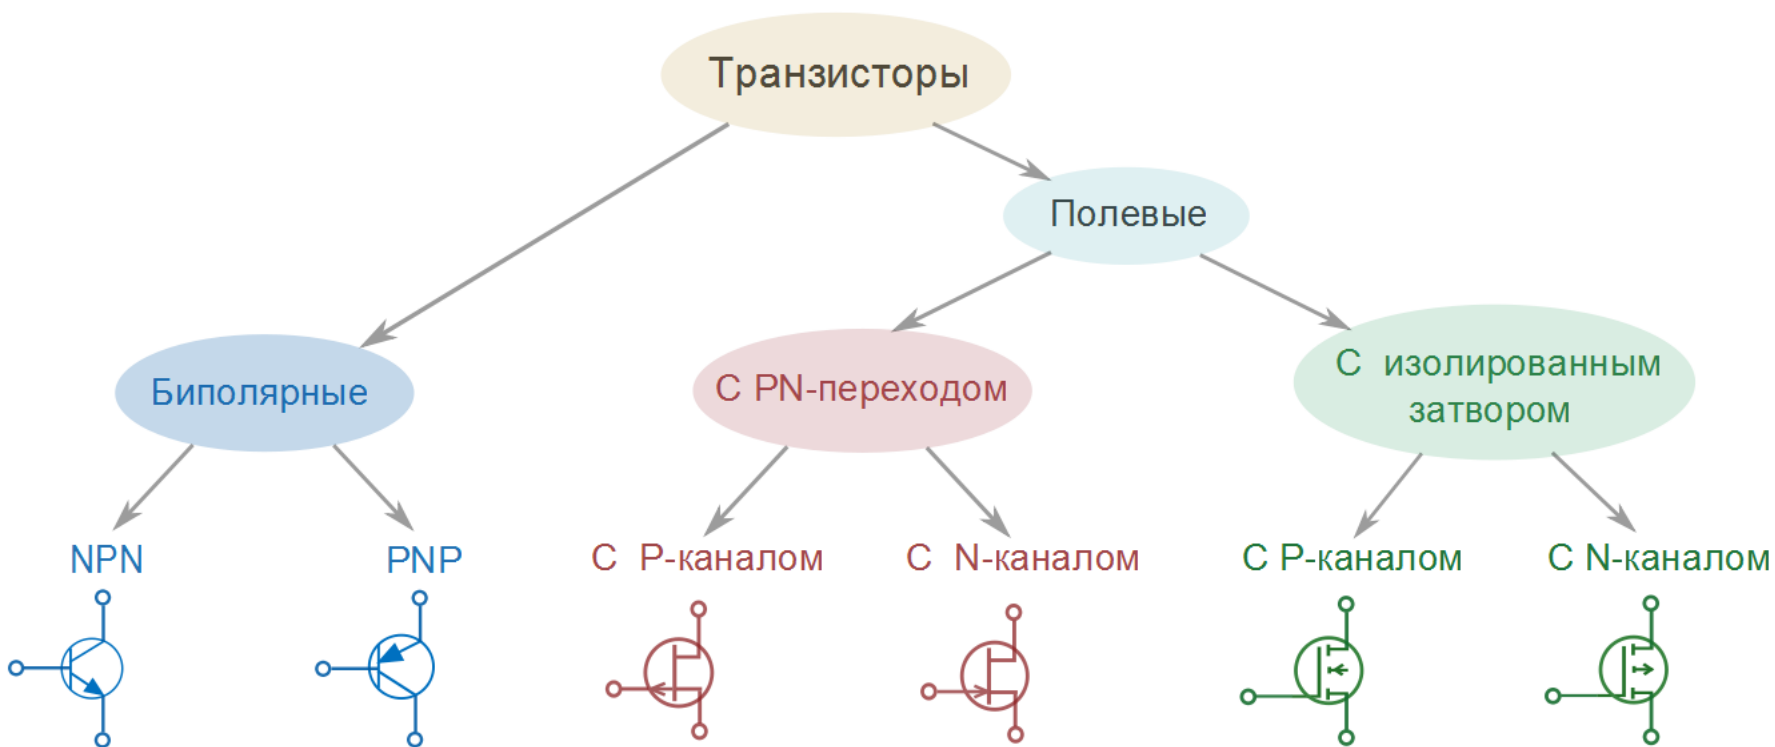 Транзисторы
Полевые
Биполярные
С PN-переходом
С изолированным
затвором
NPN
PNP
С P-каналом
С N-каналом
С P-каналом
С N-каналом